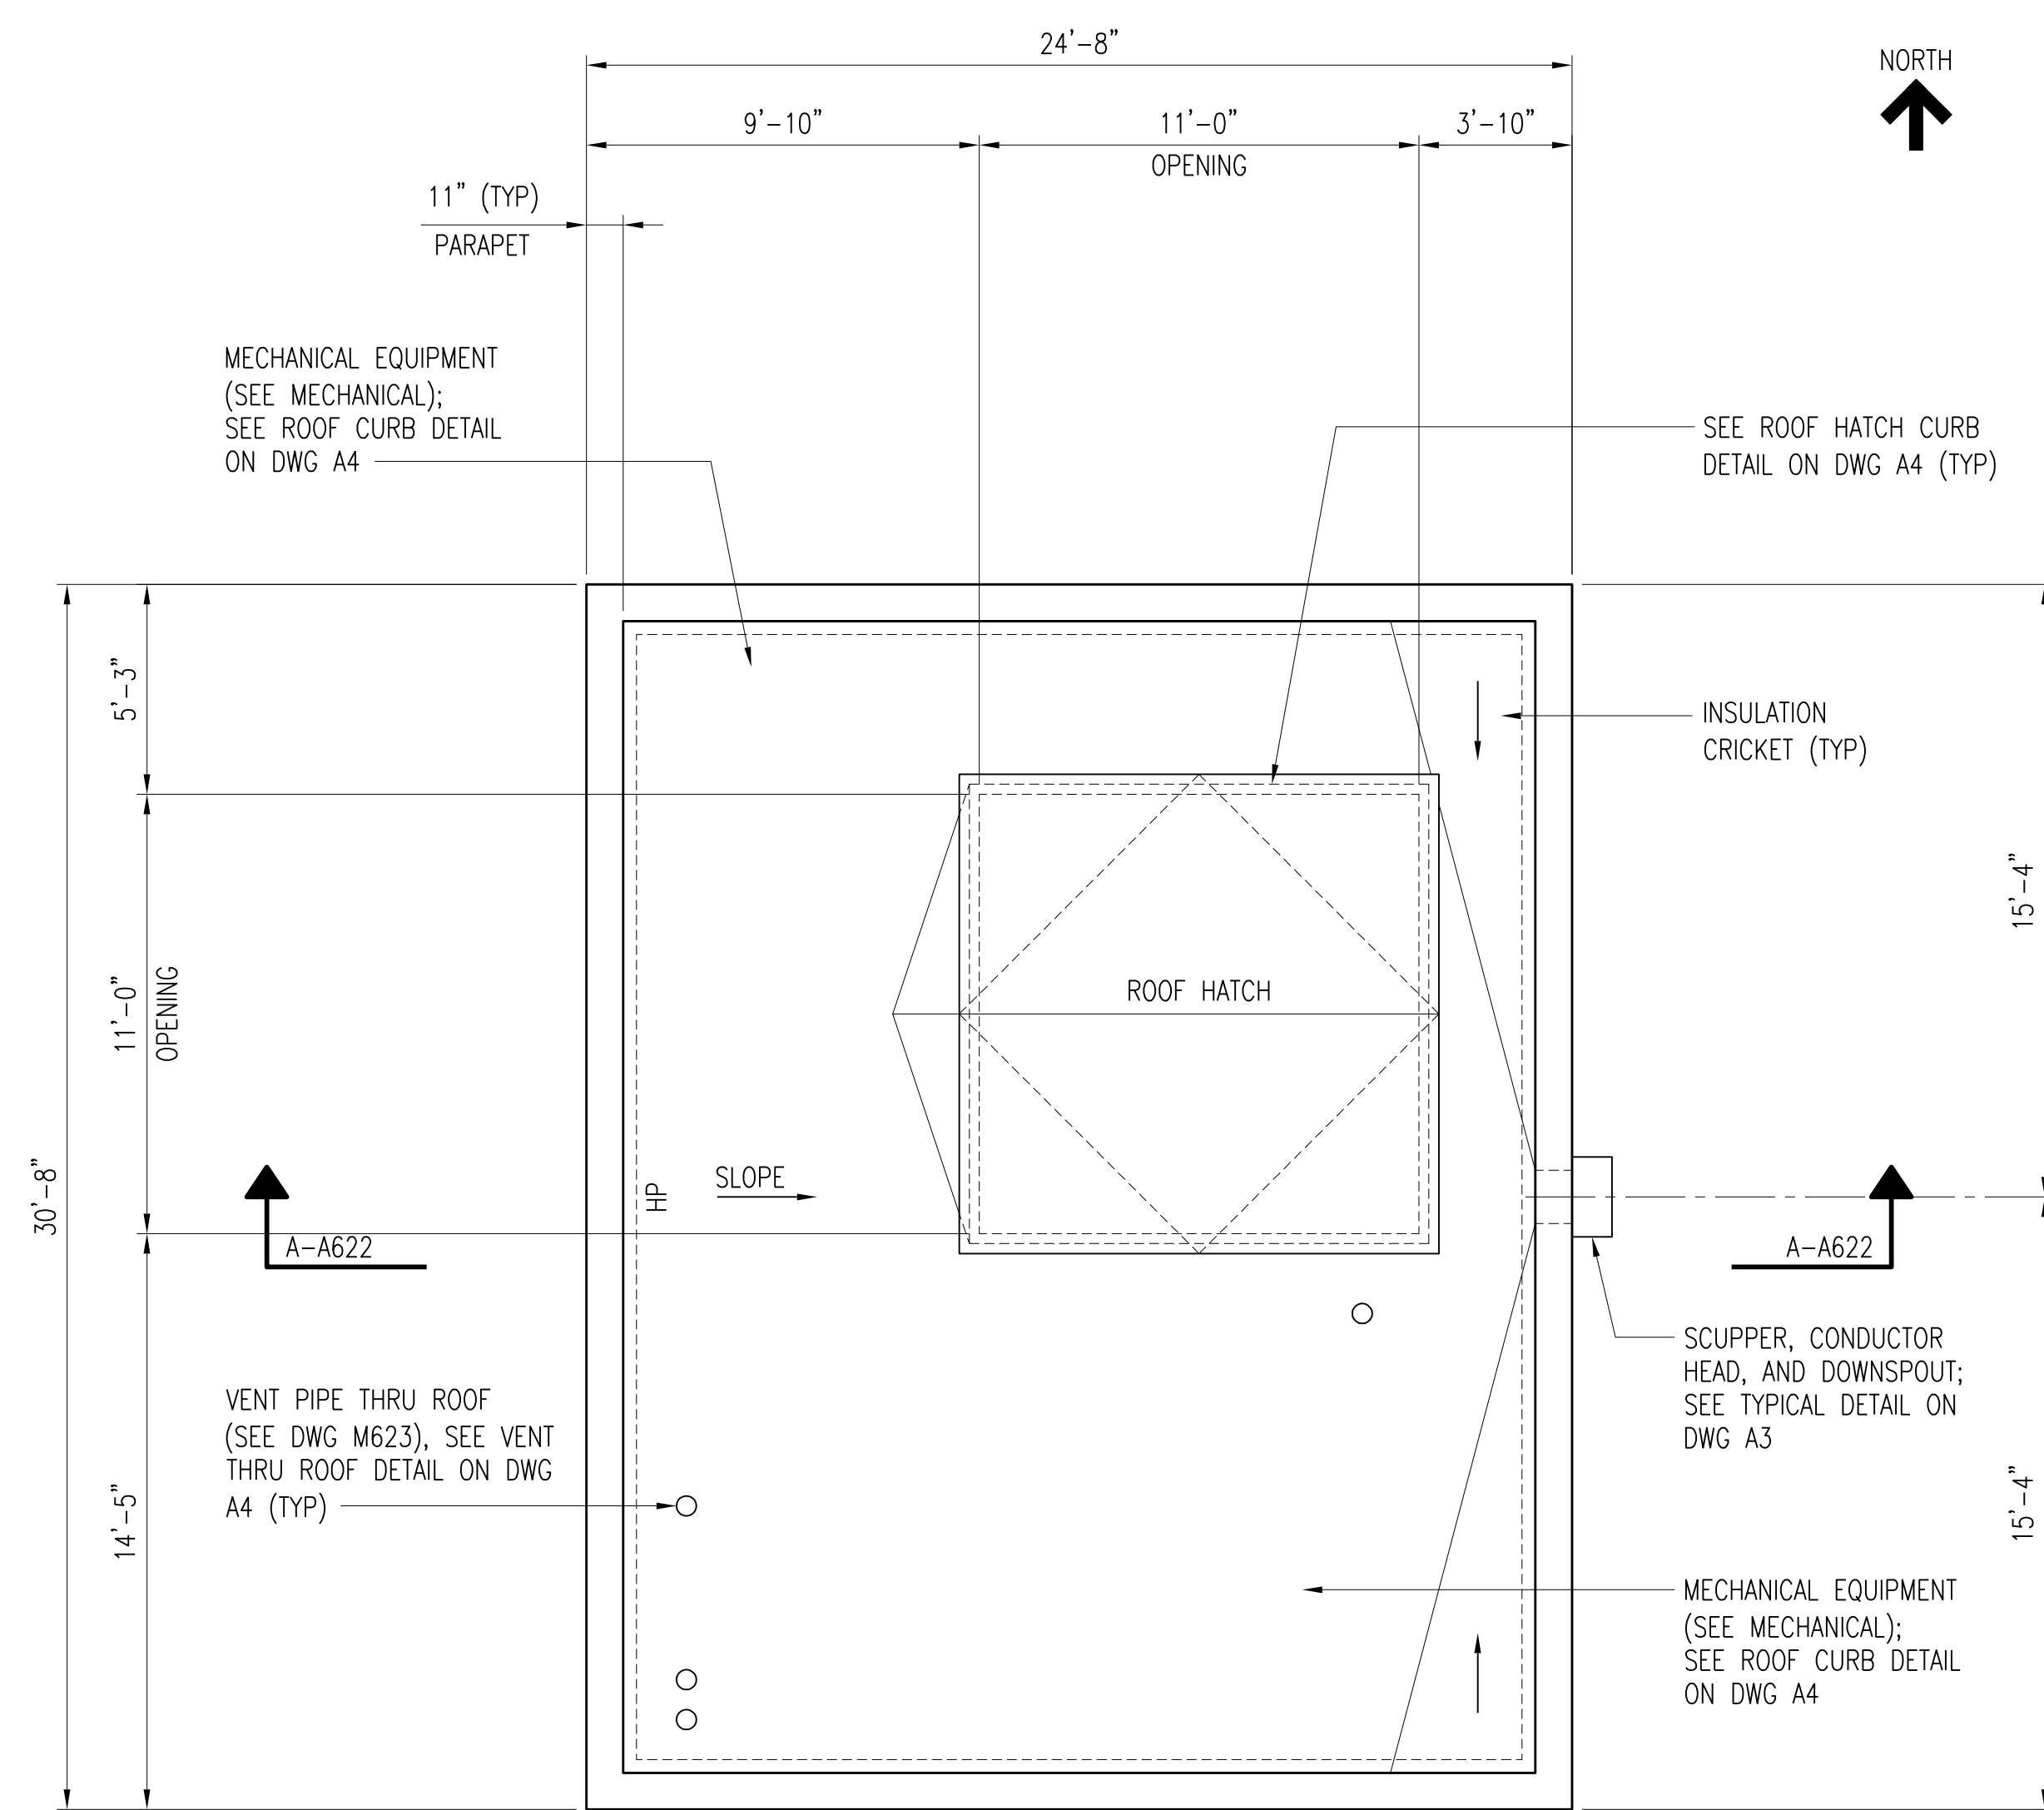 24'-8"
NORTH
9'-10"
11'-0"
3'-10"
OPENING
11" (TYP)
PARAPET
MECHANICAL EQUIPMENT
(SEE MECHANICAL);
SEE ROOF CURB DETAIL
ON DWG A4
SEE ROOF HATCH CURB
DETAIL ON DWG A4 (TYP)
5'-3"
INSULATION
CRICKET (TYP)
15'-4"
11'-0"
OPENING
ROOF HATCH
30'-8"
HP
SLOPE
A-A622
A-A622
SCUPPER, CONDUCTOR
HEAD, AND DOWNSPOUT;
SEE TYPICAL DETAIL ON
DWG A3
VENT PIPE THRU ROOF
(SEE DWG M623), SEE VENT
THRU ROOF DETAIL ON DWG
A4 (TYP)
14'-5"
15'-4"
MECHANICAL EQUIPMENT
(SEE MECHANICAL);
SEE ROOF CURB DETAIL
ON DWG A4